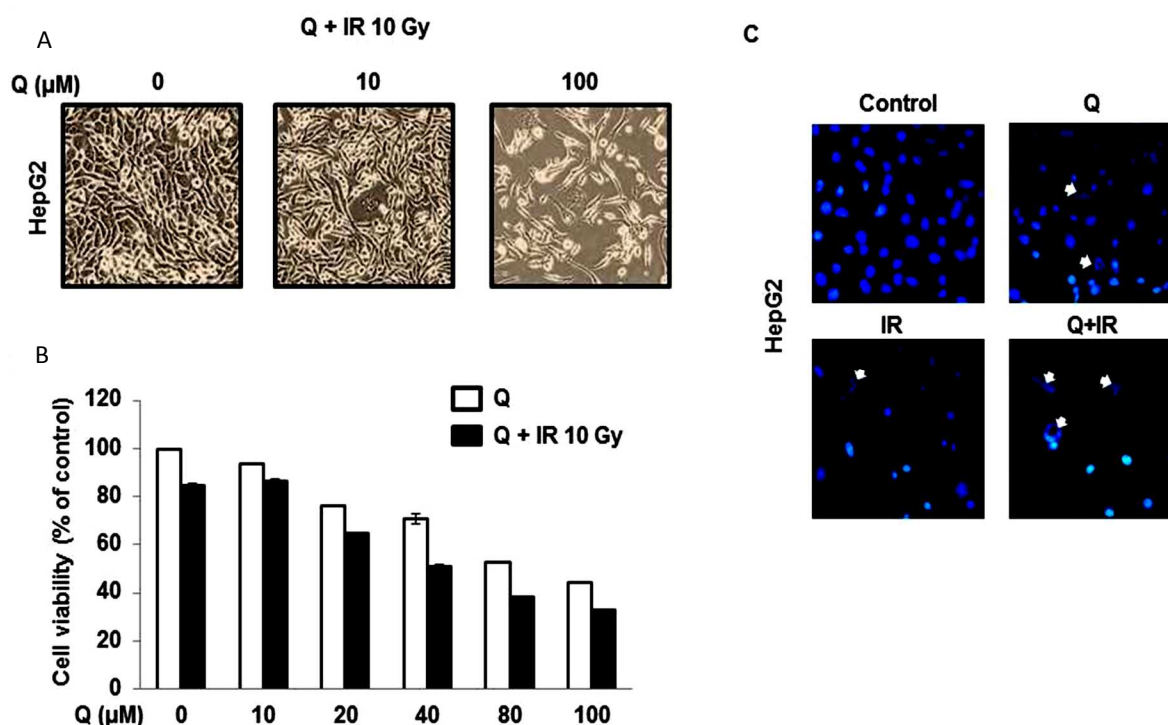 A
Q + IR 10 Gy
Q (µM) 0 10 100
HepG2
B
Cell viability (% of control)
120
100
80
60
40
20
0
Q
Q + IR 10 Gy
Q (µM) 0 10 20 40 80 100
C
Control Q
HepG2
IR Q+IR